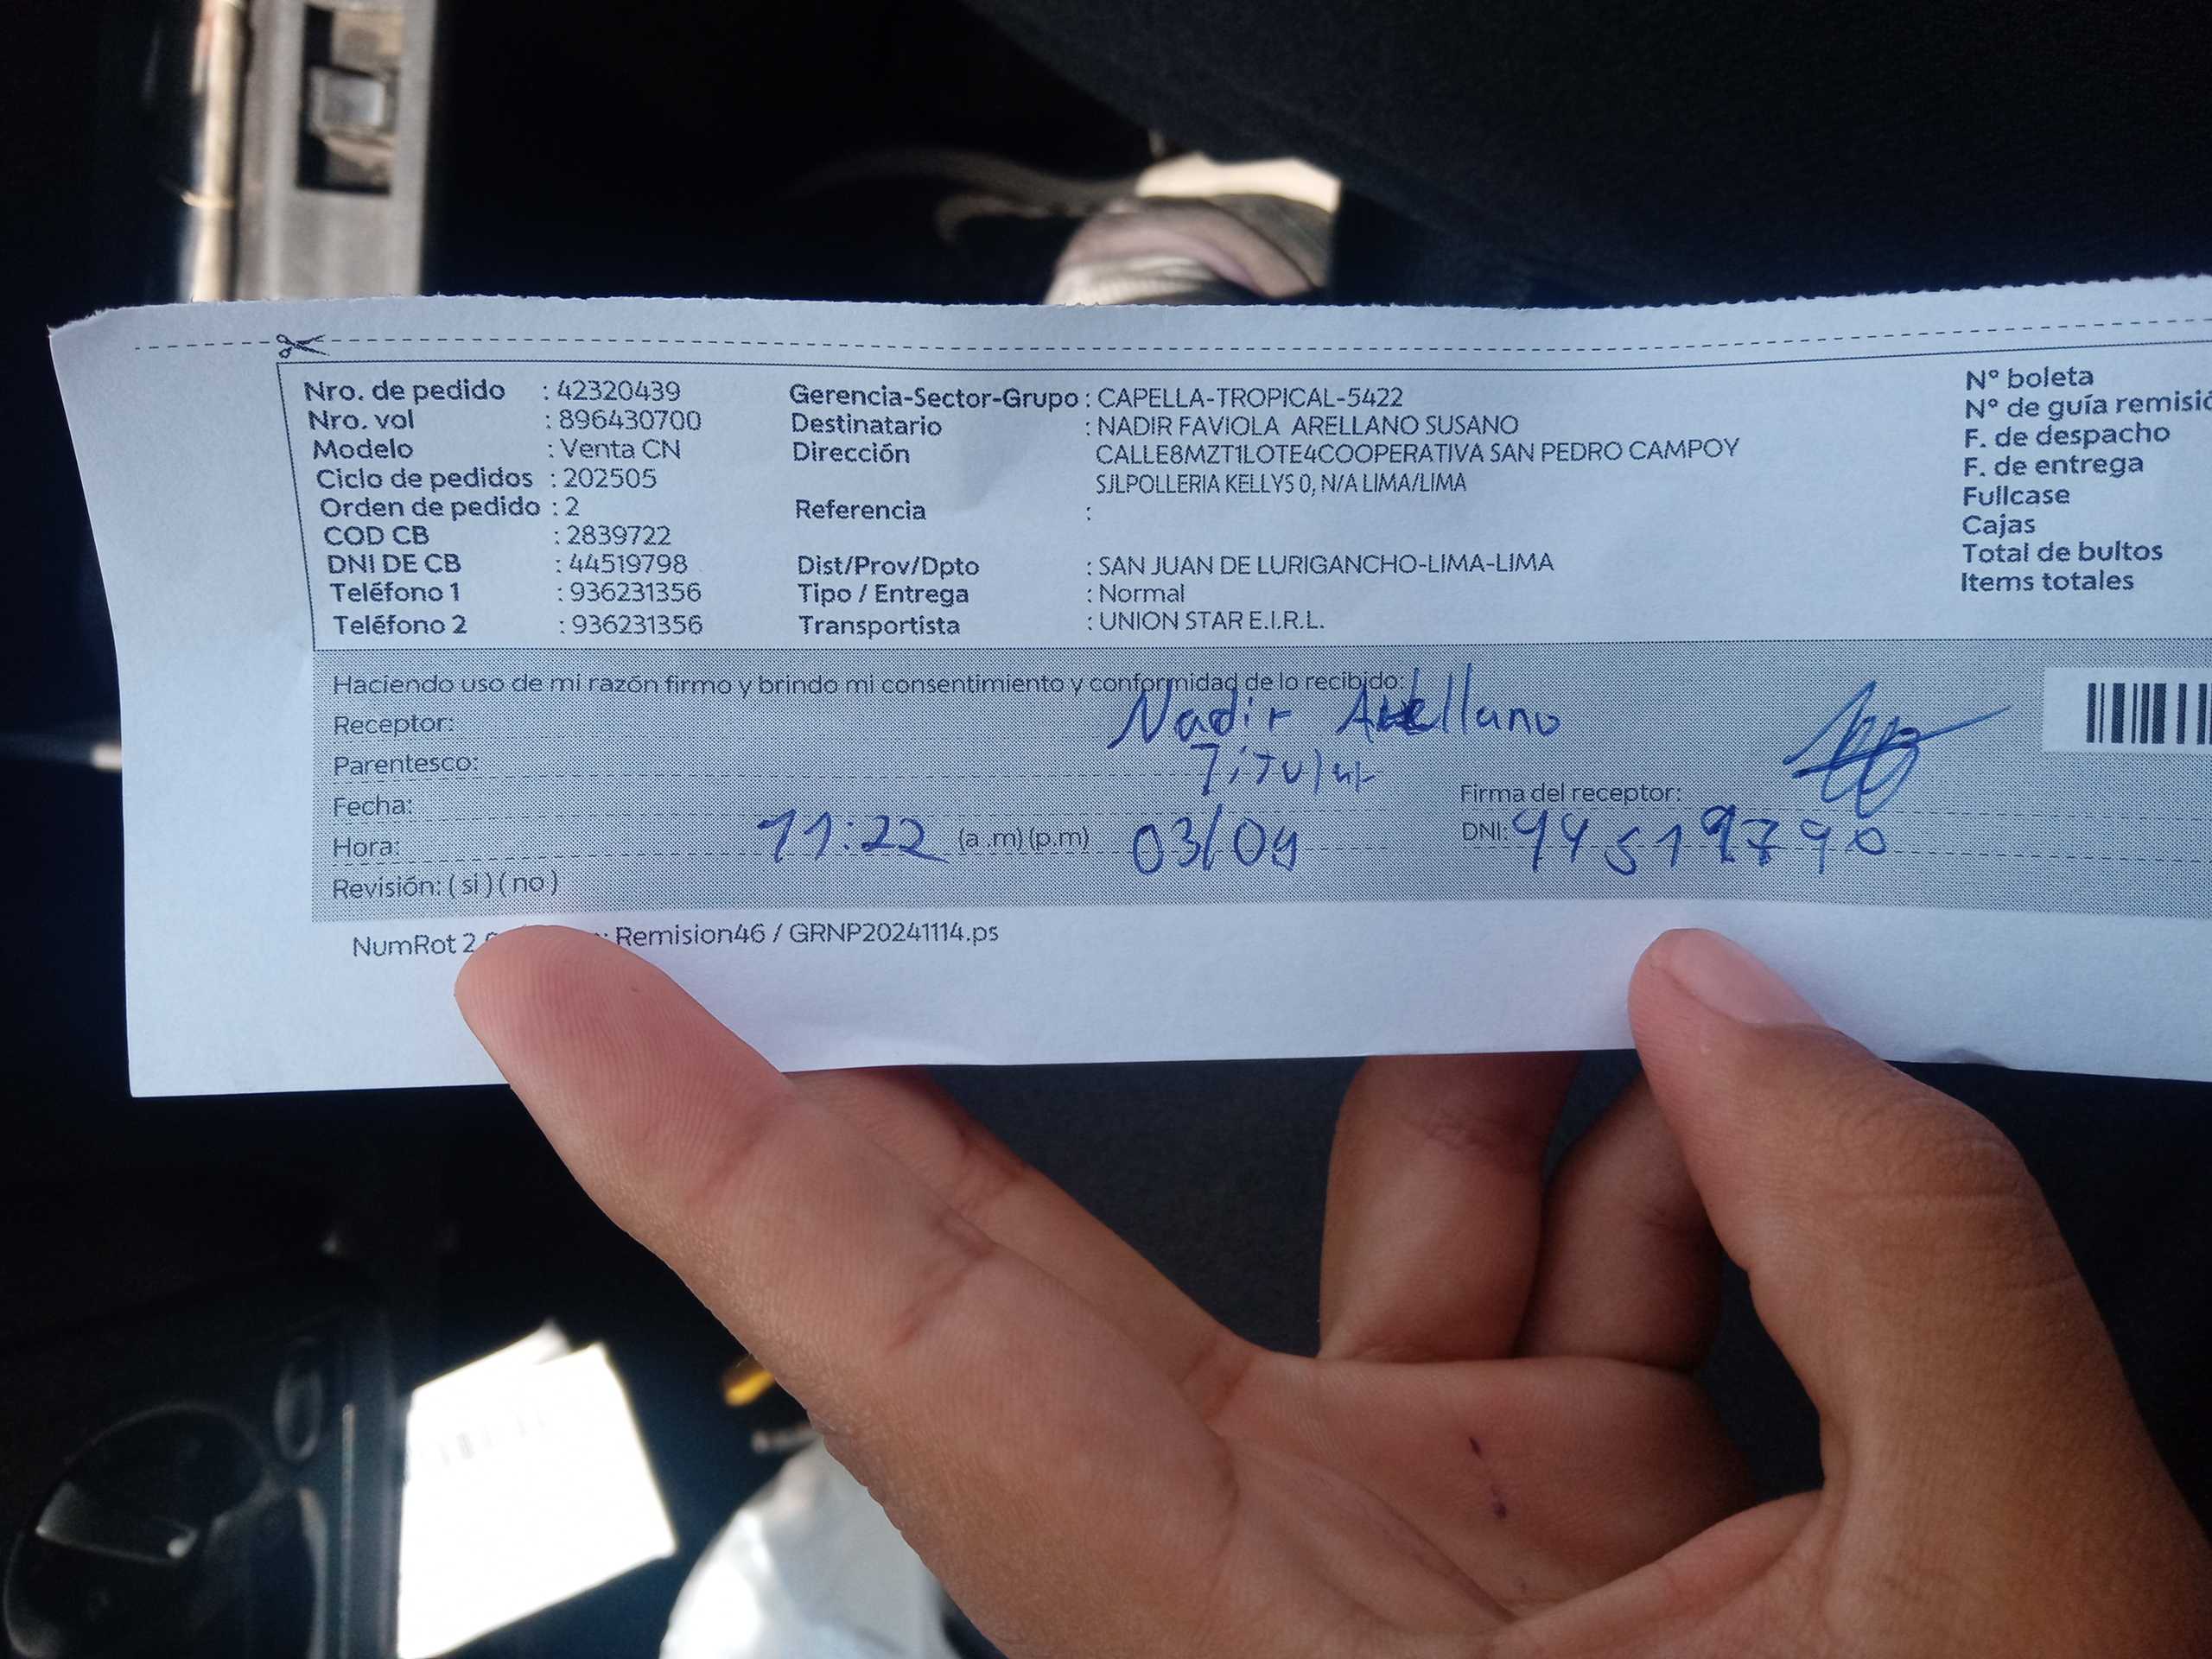 Nro. de pedido : 42320439
Nro. vol : 896430700
Modelo : Venta CN
Ciclo de pedidos : 202505
Orden de pedido : 2
COD CB : 2839722
DNI DE CB : 44519798
Teléfono 1 : 936231356
Teléfono 2 : 936231356
Gerencia-Sector-Grupo : CAPELLA-TROPICAL-5422
Destinatario : NADIR FAVIOLA ARELLANO SUSANO
Dirección : CALLE8MZT1LOTE4COOPERATIVA SAN PEDRO CAMPOY
SJLPOLLERIA KELLYS 0, N/A LIMA/LIMA
Referencia :
Dist/Prov/Dpto : SAN JUAN DE LURIGANCHO-LIMA-LIMA
Tipo / Entrega : Normal
Transportista : UNION STAR E.I.R.L.
N° boleta
N° de guía remisió
F. de despacho
F. de entrega
Fullcase
Cajas
Total de bultos
Items totales
Haciendo uso de mi razón firmo y brindo mi consentimiento y conformidad de lo recibido:
Receptor: Nadir Arellano
Parentesco: Titular
Fecha:
Firma del receptor:
Hora: 11:22 (a.m) (p.m) 03/04 DNI:
Revisión: ( si ) ( no )
NumRot 2 Remision46 / GRNP20241114.ps